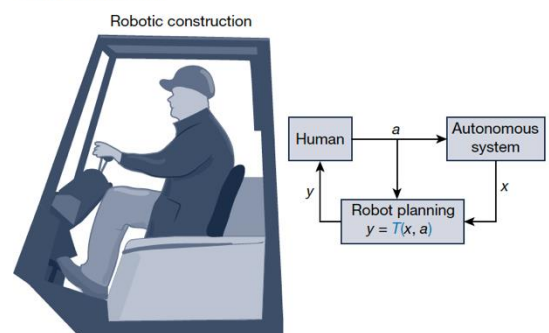 Robotic construction
Human
a
Autonomous
system
y
x
Robot planning
y = T(x, a)